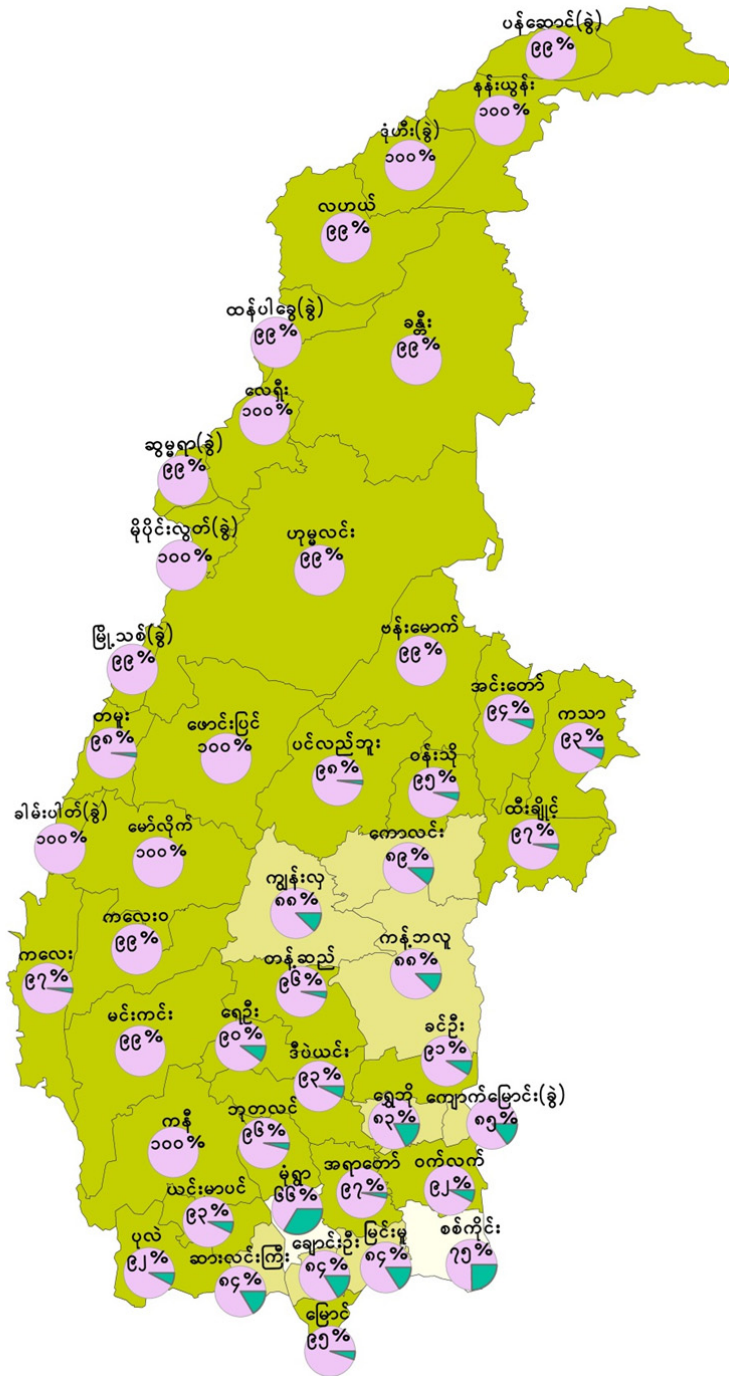 ပန်ဆောင်(ခွဲ)
၉၉%
နန်းယွန်း
၁၀၀%
ဒုံဟီး(ခွဲ)
၁၀၀%
လဟယ်
၉၉%
ထန်ပါခွေ(ခွဲ)
၉၉%
ခန္တီး
၉၉%
လေရှီး
၁၀၀%
ဆွမ္မရာ(ခွဲ)
၉၉%
မိုပိုင်းလွတ်(ခွဲ)
၁၀၀%
ဟုမ္မလင်း
၉၉%
မြို့သစ်(ခွဲ)
၉၉%
ဗန်းမောက်
၉၉%
အင်းတော်
၉၄%
ကသာ
၉၃%
တမူး
၉၈%
ဖောင်းပြင်
၁၀၀%
ပင်လည်ဘူး
၉၈%
ဝန်းသို
၉၅%
ထီးချိုင့်
၉၇%
ခါမ်းပါတ်(ခွဲ)
၁၀၀%
မော်လိုက်
၁၀၀%
ကောလင်း
၈၉%
ကျွန်းလှ
၈၈%
ကလေးဝ
၉၉%
ကန့်ဘလူ
၈၈%
ကလေး
၉၇%
တန့်ဆည်
၉၆%
မင်းကင်း
၉၉%
ရေဦး
၉၀%
ခင်ဦး
၉၁%
ဒီပဲယင်း
၉၃%
ရွှေဘို
၈၃%
ကျောက်မြောင်း(ခွဲ)
၈၅%
ကနီ
၁၀၀%
ဘုတလင်
၉၆%
မုံရွာ
၆၆%
အရာတော်
၉၇%
ဝက်လက်
၉၂%
ယင်းမာပင်
၉၃%
ပုလဲ
၉၂%
ဆားလင်းကြီး
၈၄%
ချောင်းဦး
၈၄%
မြင်းမူ
၈၄%
စစ်ကိုင်း
၇၅%
မြောင်
၉၅%